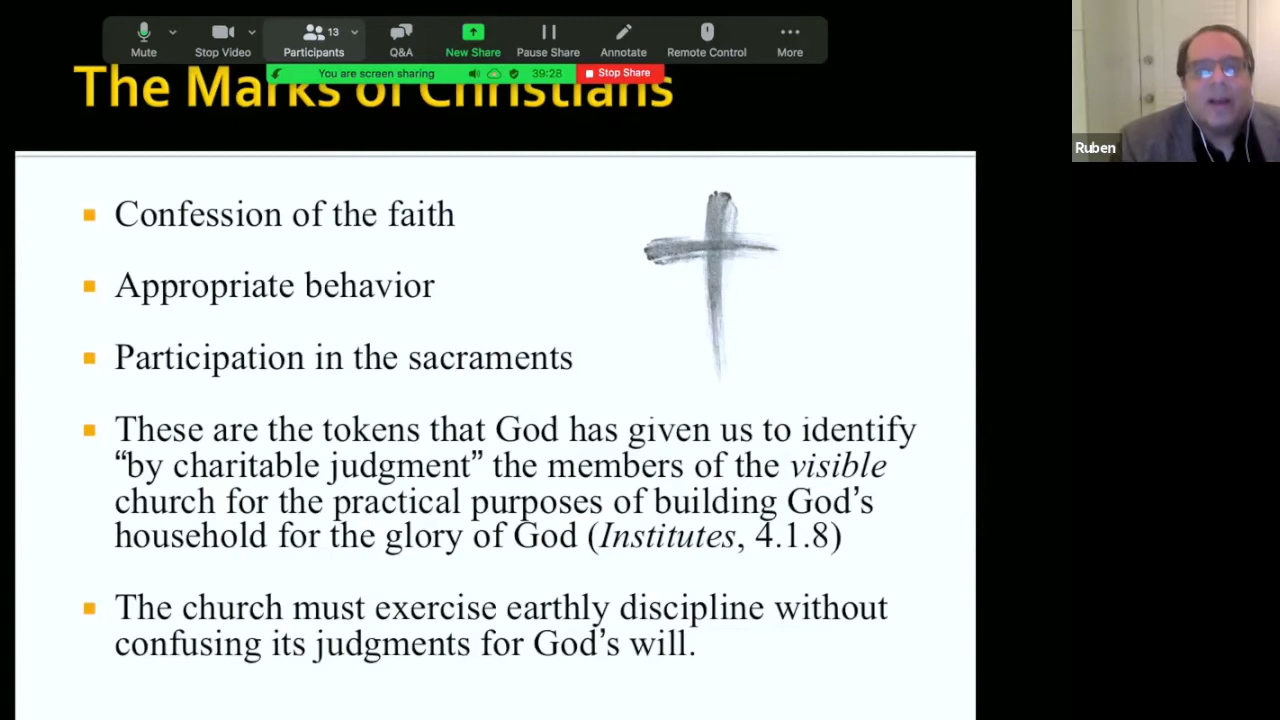 13
Mute
Stop Video
Participants
Q&A
New Share
Pause Share
Annotate
Remote Control
More
You are screen sharing
39:28
Stop Share
The Marks of Christians
Ruben
Confession of the faith
Appropriate behavior
Participation in the sacraments
These are the tokens that God has given us to identify
“by charitable judgment” the members of the visible
church for the practical purposes of building God’s
household for the glory of God (Institutes, 4.1.8)
The church must exercise earthly discipline without
confusing its judgments for God’s will.